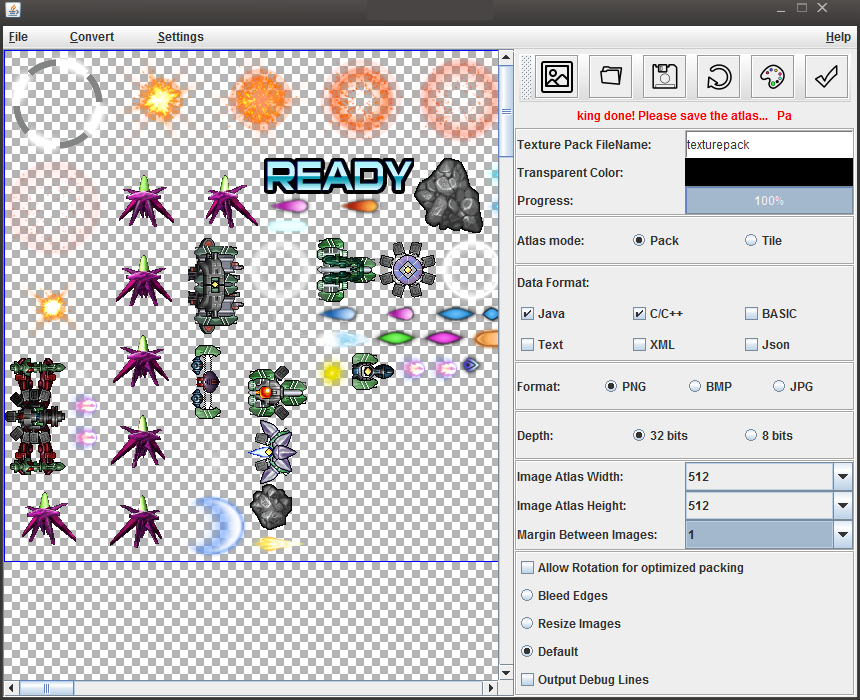 File Convert Settings Help
READY
king done! Please save the atlas... Pa
Texture Pack FileName: texturepack
Transparent Color:
Progress: 100%
Atlas mode: Pack Tile
Data Format:
Java C/C++ BASIC
Text XML Json
Format: PNG BMP JPG
Depth: 32 bits 8 bits
Image Atlas Width: 512
Image Atlas Height: 512
Margin Between Images: 1
Allow Rotation for optimized packing
Bleed Edges
Resize Images
Default
Output Debug Lines